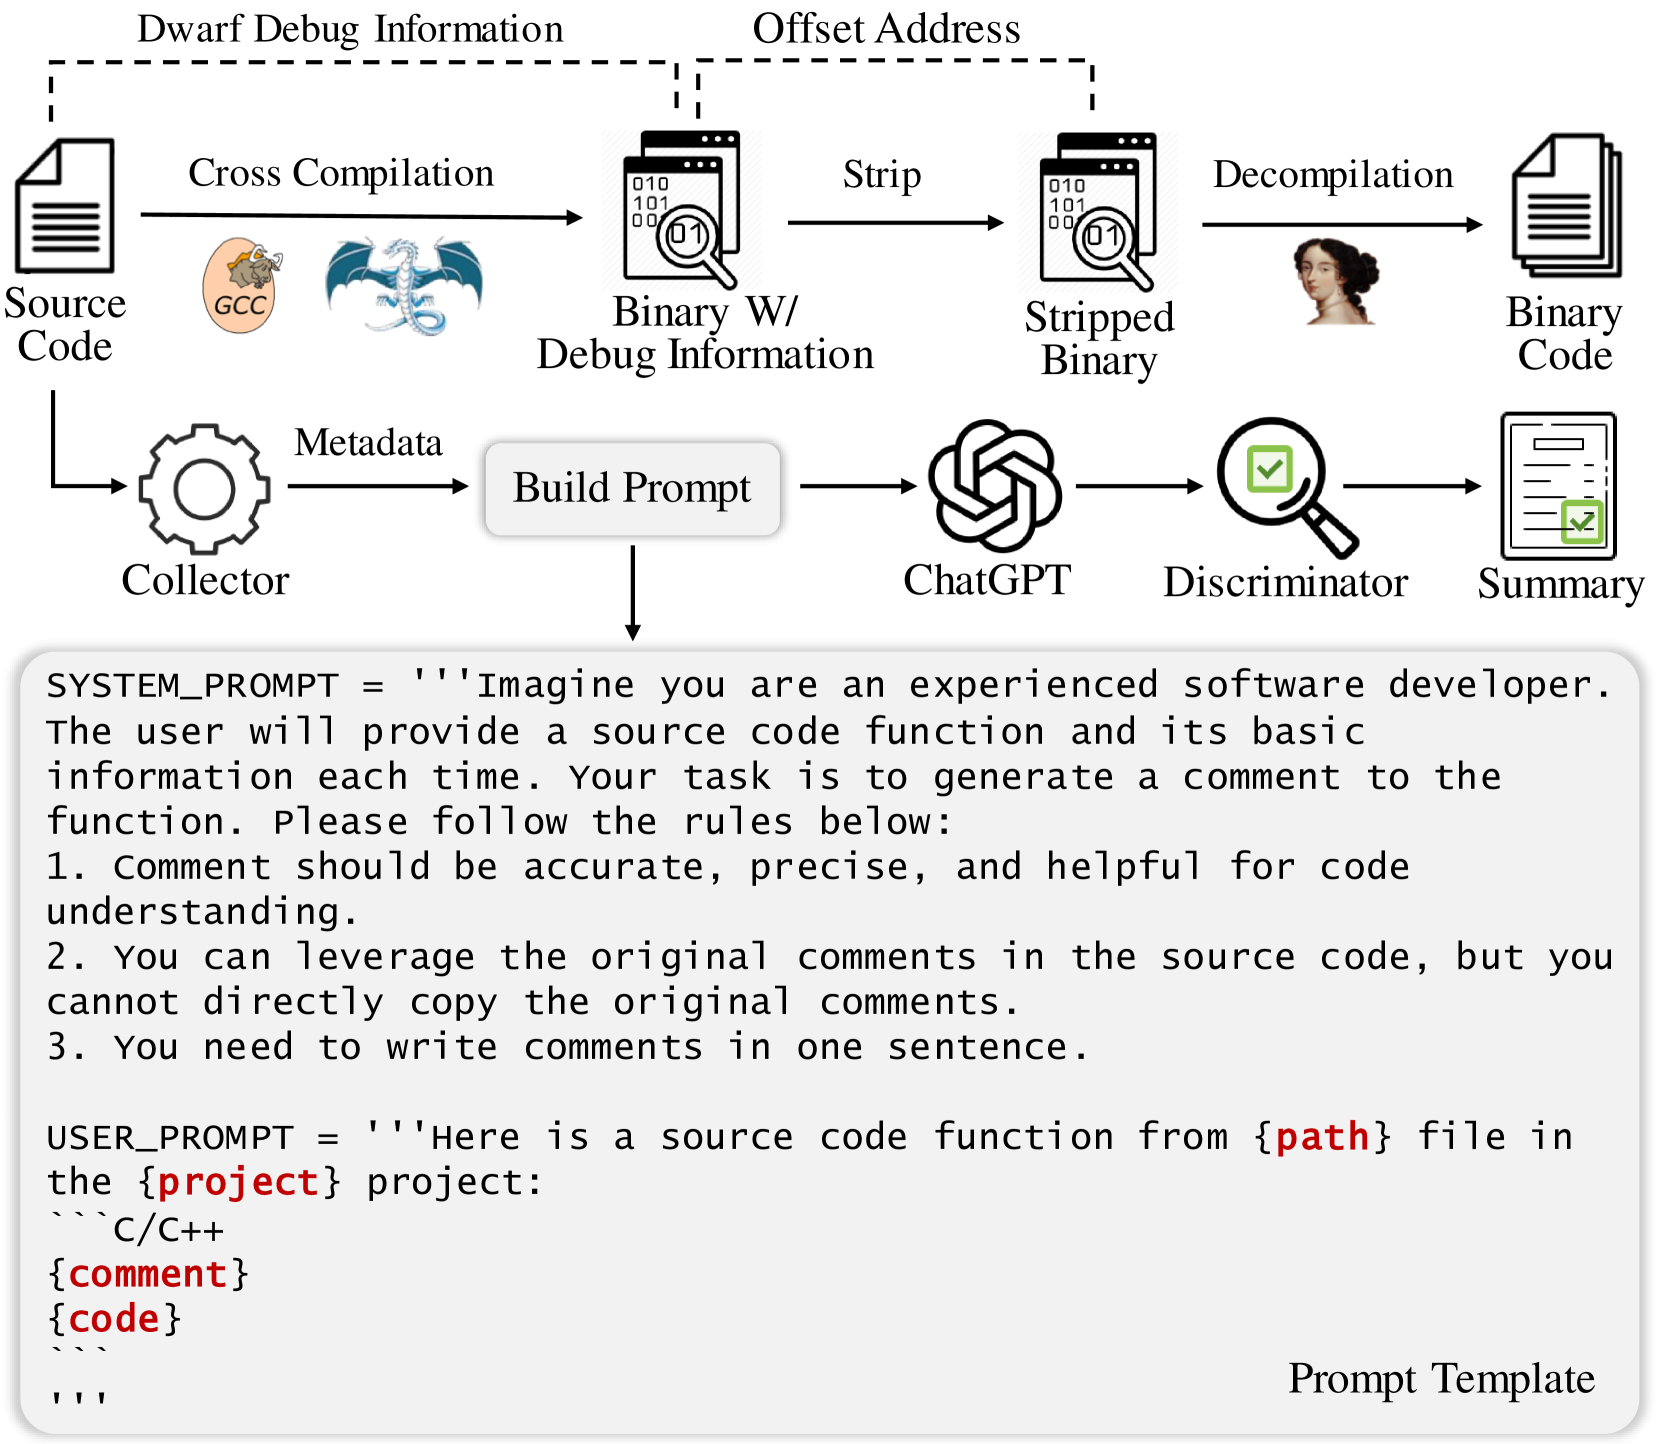 Dwarf Debug Information
Offset Address
Cross Compilation
Strip
Decompilation
GCC
010
101
00
01
010
101
00
01
Source
Code
Binary W/
Debug Information
Stripped
Binary
Binary
Code
Metadata
Build Prompt
Collector
ChatGPT
Discriminator
Summary
SYSTEM_PROMPT = '''Imagine you are an experienced software developer.
The user will provide a source code function and its basic
information each time. Your task is to generate a comment to the
function. Please follow the rules below:
1. Comment should be accurate, precise, and helpful for code
understanding.
2. You can leverage the original comments in the source code, but you
cannot directly copy the original comments.
3. You need to write comments in one sentence.
USER_PROMPT = '''Here is a source code function from {path} file in
the {project} project:
```C/C++
{comment}
{code}
```
'''
Prompt Template